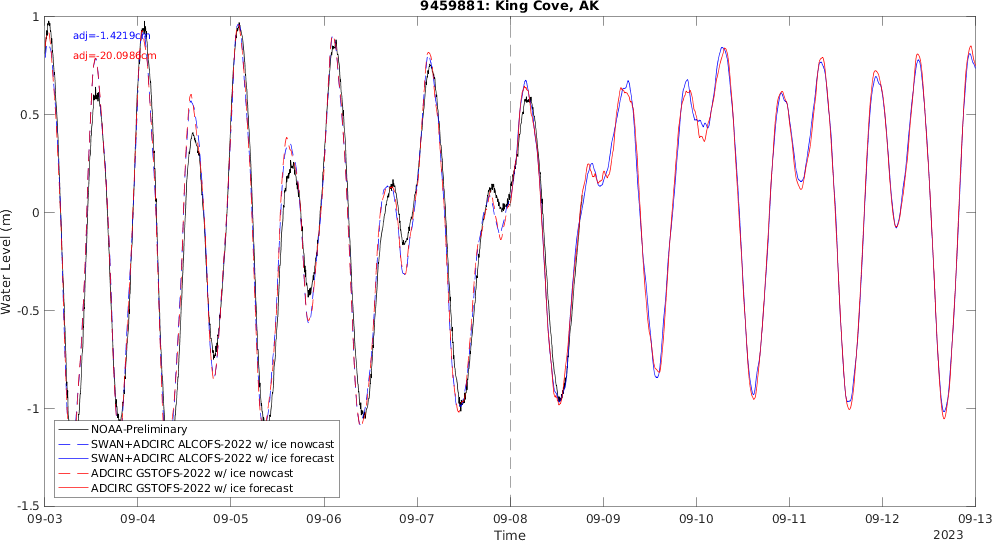 9459881: King Cove, AK
adj=-1.4219cm
adj=-20.0986cm
Water Level (m)
1
0.5
0
-0.5
-1
-1.5
NOAA-Preliminary
SWAN+ADCIRC ALCOFS-2022 w/ ice nowcast
SWAN+ADCIRC ALCOFS-2022 w/ ice forecast
ADCIRC GSTOFS-2022 w/ ice nowcast
ADCIRC GSTOFS-2022 w/ ice forecast
09-03 09-04 09-05 09-06 09-07 09-08 09-09 09-10 09-11 09-12 09-13
Time
2023